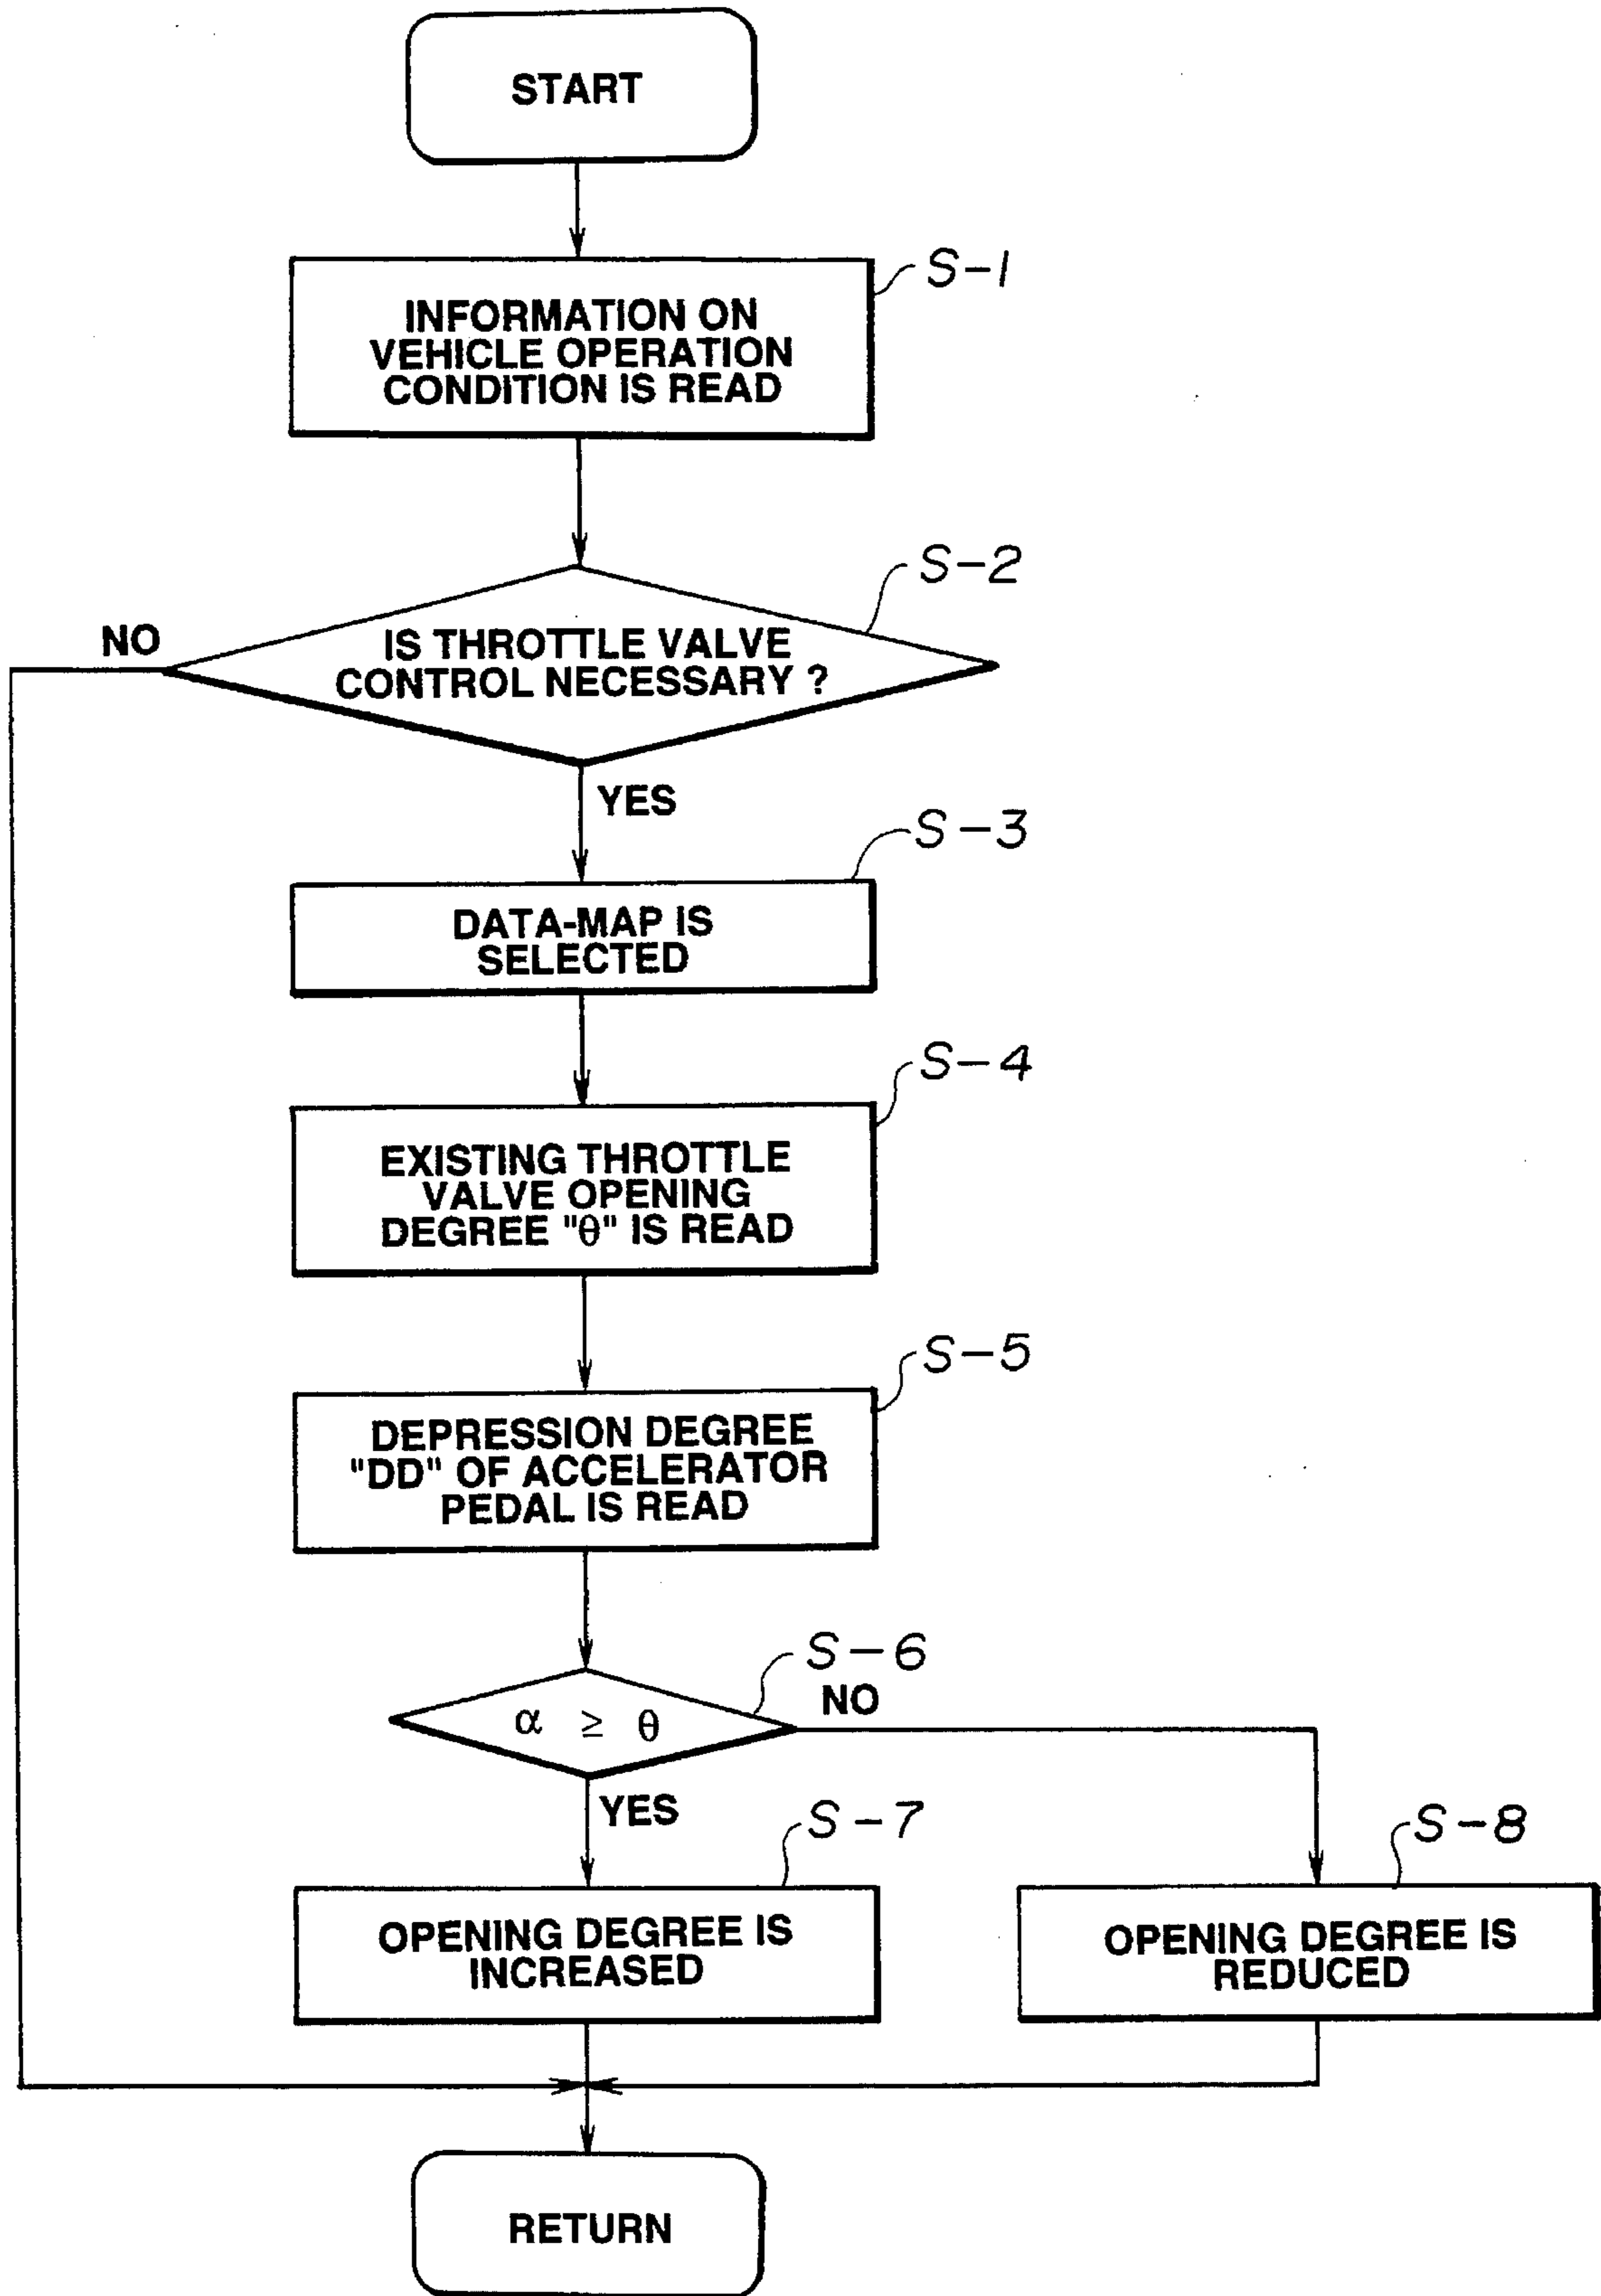 START
S-1
INFORMATION ON
VEHICLE OPERATION
CONDITION IS READ
S-2
NO
IS THROTTLE VALVE
CONTROL NECESSARY ?
YES
S-3
DATA-MAP IS
SELECTED
S-4
EXISTING THROTTLE
VALVE OPENING
DEGREE "θ" IS READ
S-5
DEPRESSION DEGREE
"DD" OF ACCELERATOR
PEDAL IS READ
S-6
NO
α ≥ θ
YES
S-7
S-8
OPENING DEGREE IS
INCREASED
OPENING DEGREE IS
REDUCED
RETURN